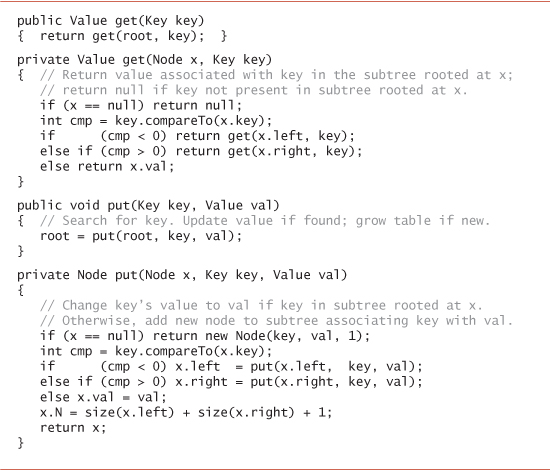 public Value get(Key key)
{  return get(root, key);  }
private Value get(Node x, Key key)
{  // Return value associated with key in the subtree rooted at x;
   // return null if key not present in subtree rooted at x.
   if (x == null) return null;
   int cmp = key.compareTo(x.key);
   if      (cmp < 0) return get(x.left, key);
   else if (cmp > 0) return get(x.right, key);
   else return x.val;
}
public void put(Key key, Value val)
{  // Search for key. Update value if found; grow table if new.
   root = put(root, key, val);
}
private Node put(Node x, Key key, Value val)
{
   // Change key’s value to val if key in subtree rooted at x.
   // Otherwise, add new node to subtree associating key with val.
   if (x == null) return new Node(key, val, 1);
   int cmp = key.compareTo(x.key);
   if      (cmp < 0) x.left  = put(x.left,  key, val);
   else if (cmp > 0) x.right = put(x.right, key, val);
   else x.val = val;
   x.N = size(x.left) + size(x.right) + 1;
   return x;
}